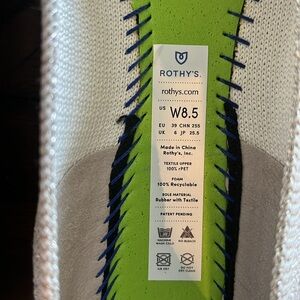 ROTHY'S.
rothys.com
US W8.5
EU 39 CHN 255
UK 6 JP 25.5
Made in China
Rothy's, Inc.
TEXTILE UPPER
100% rPET
FOAM
100% Recyclable
SOLE MATERIAL
Rubber with Textile
PATENT PENDING
MACHINE WASH COLD
NO BLEACH
AIR DRY
DO NOT DRY CLEAN